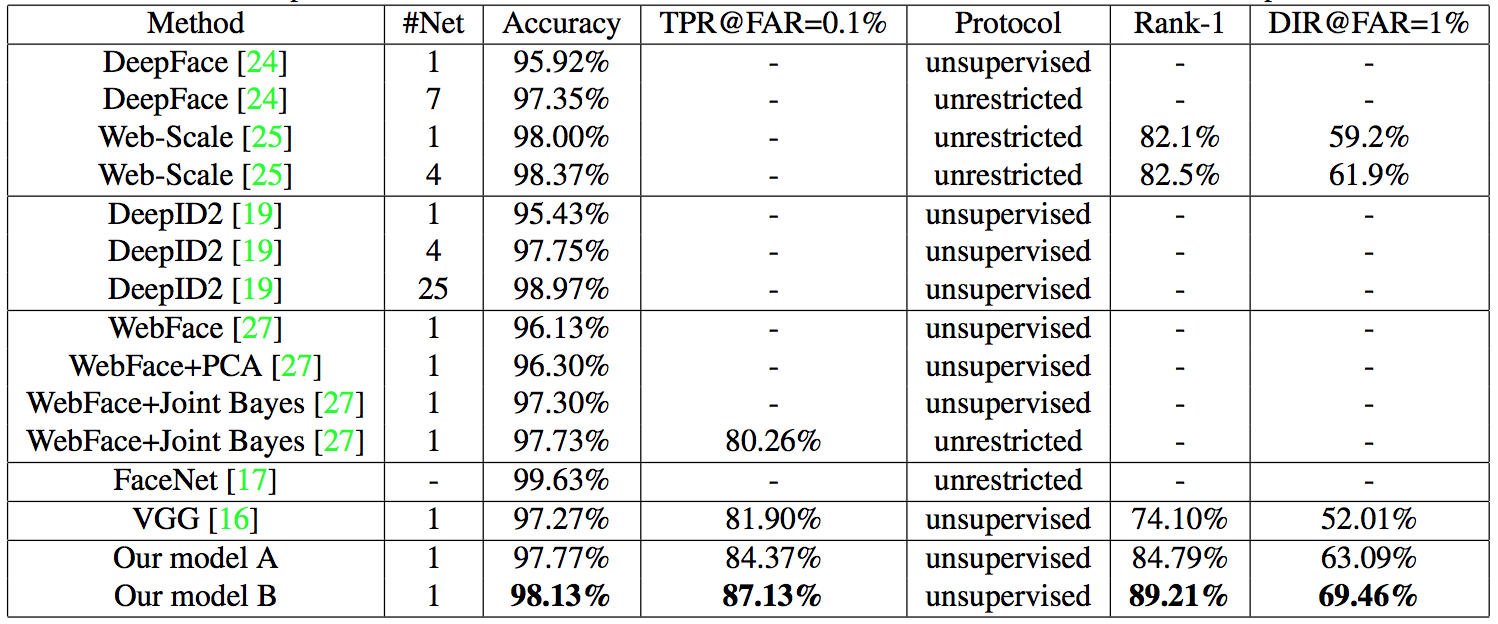 Method #Net Accuracy TPR@FAR=0.1% Protocol Rank-1 DIR@FAR=1%
DeepFace [24] 1 95.92% - unsupervised - -
DeepFace [24] 7 97.35% - unrestricted - -
Web-Scale [25] 1 98.00% - unrestricted 82.1% 59.2%
Web-Scale [25] 4 98.37% - unrestricted 82.5% 61.9%
DeepID2 [19] 1 95.43% - unsupervised - -
DeepID2 [19] 4 97.75% - unsupervised - -
DeepID2 [19] 25 98.97% - unsupervised - -
WebFace [27] 1 96.13% - unsupervised - -
WebFace+PCA [27] 1 96.30% - unsupervised - -
WebFace+Joint Bayes [27] 1 97.30% - unsupervised - -
WebFace+Joint Bayes [27] 1 97.73% 80.26% unrestricted - -
FaceNet [17] - 99.63% - unrestricted - -
VGG [16] 1 97.27% 81.90% unsupervised 74.10% 52.01%
Our model A 1 97.77% 84.37% unsupervised 84.79% 63.09%
Our model B 1 98.13% 87.13% unsupervised 89.21% 69.46%